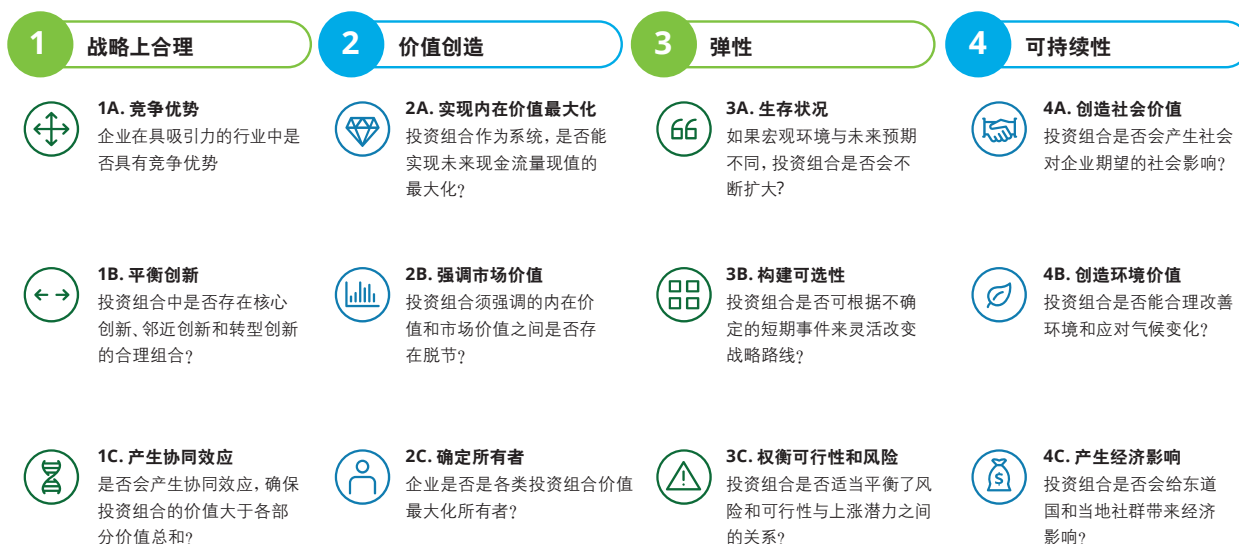 1
战略上合理
1A. 竞争优势
企业在具吸引力的行业中是
否具有竞争优势
1B. 平衡创新
投资组合中是否存在核心
创新、邻近创新和转型创新
的合理组合?
1C. 产生协同效应
是否会产生协同效应，确保
投资组合的价值大于各部
分价值总和?
2
价值创造
2A. 实现内在价值最大化
投资组合作为系统，是否能
实现未来现金流量现值的
最大化?
2B. 强调市场价值
投资组合须强调的内在价
值和市场价值之间是否存
在脱节?
2C. 确定所有者
企业是否是各类投资组合价值
最大化所有者?
3
弹性
3A. 生存状况
如果宏观环境与未来预期
不同，投资组合是否会不
断扩大?
3B. 构建可选性
投资组合是否可根据不确
定的短期事件来灵活改变
战略路线?
3C. 权衡可行性和风险
投资组合是否适当平衡了风
险和可行性与上涨潜力之间
的关系?
4
可持续性
4A. 创造社会价值
投资组合是否会产生社会
对企业期望的社会影响?
4B. 创造环境价值
投资组合是否能合理改善
环境和应对气候变化?
4C. 产生经济影响
投资组合是否会给东道
国和当地社群带来经济
影响?